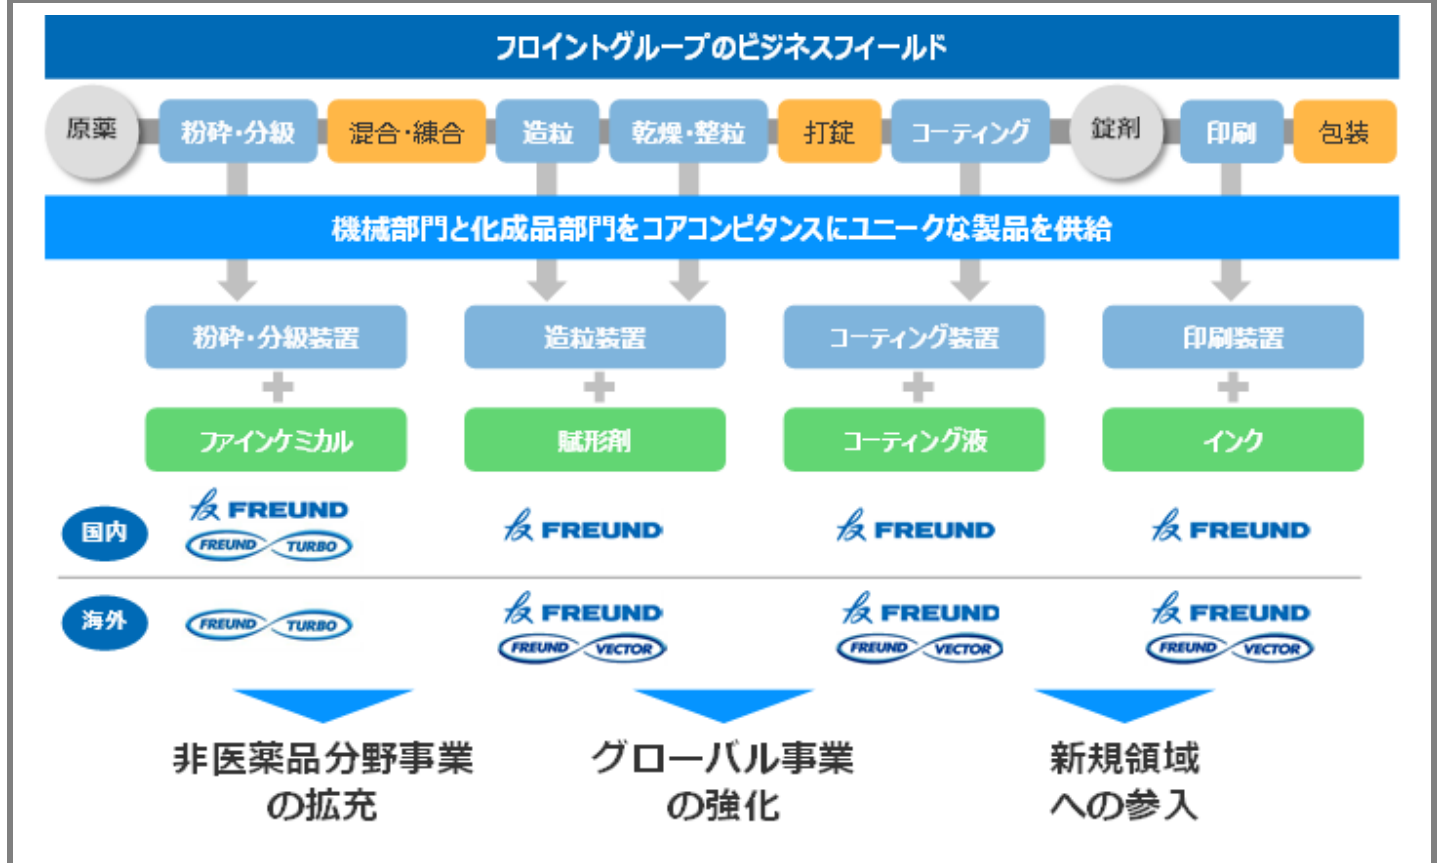 フロイントグループのビジネスフィールド
原薬 粉砕・分級 混合・練合 造粒 乾燥・整粒 打錠 コーティング 錠剤 印刷 包装
機械部門と化成品部門をコアコンピタンスにユニークな製品を供給
粉砕・分級装置 造粒装置 コーティング装置 印刷装置
ファインケミカル 賦形剤 コーティング液 インク
国内
友 FREUND
FREUND TURBO
友 FREUND
友 FREUND
友 FREUND
海外
FREUND TURBO
友 FREUND
FREUND VECTOR
友 FREUND
FREUND VECTOR
友 FREUND
FREUND VECTOR
非医薬品分野事業
の拡充
グローバル事業
の強化
新規領域
への参入